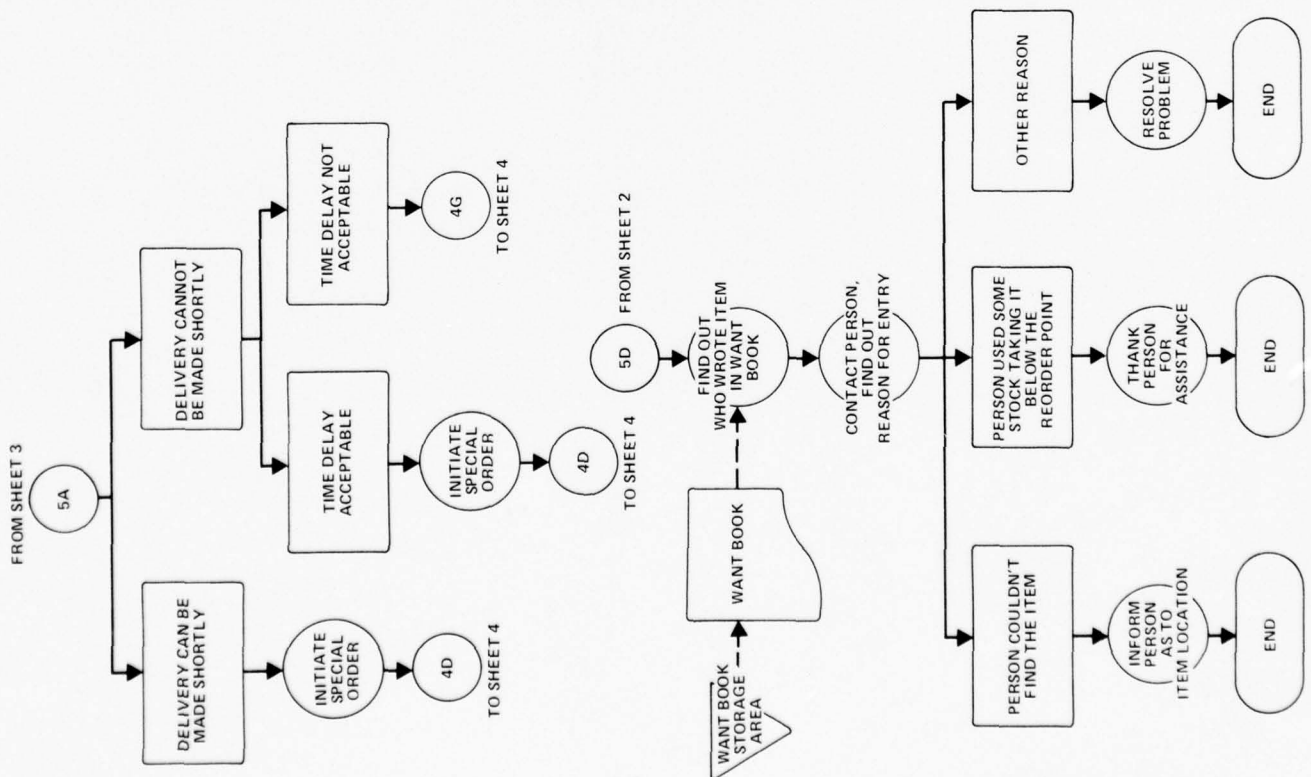 FROM SHEET 3
5A
DELIVERY CAN BE
MADE SHORTLY
INITIATE
SPECIAL
ORDER
4D
TO SHEET 4
DELIVERY CANNOT
BE MADE SHORTLY
TIME DELAY
ACCEPTABLE
INITIATE
SPECIAL
ORDER
4D
TO SHEET 4
TIME DELAY NOT
ACCEPTABLE
4G
TO SHEET 4
5D
FROM SHEET 2
WANT BOOK
STORAGE
AREA
WANT BOOK
FIND OUT
WHO WROTE ITEM
IN WANT
BOOK
CONTACT PERSON,
FIND OUT
REASON FOR ENTRY
PERSON COULDN'T
FIND THE ITEM
INFORM
PERSON
AS TO
ITEM LOCATION
END
PERSON USED SOME
STOCK TAKING IT
BELOW THE
REORDER POINT
THANK
PERSON
FOR
ASSISTANCE
END
OTHER REASON
RESOLVE
PROBLEM
END